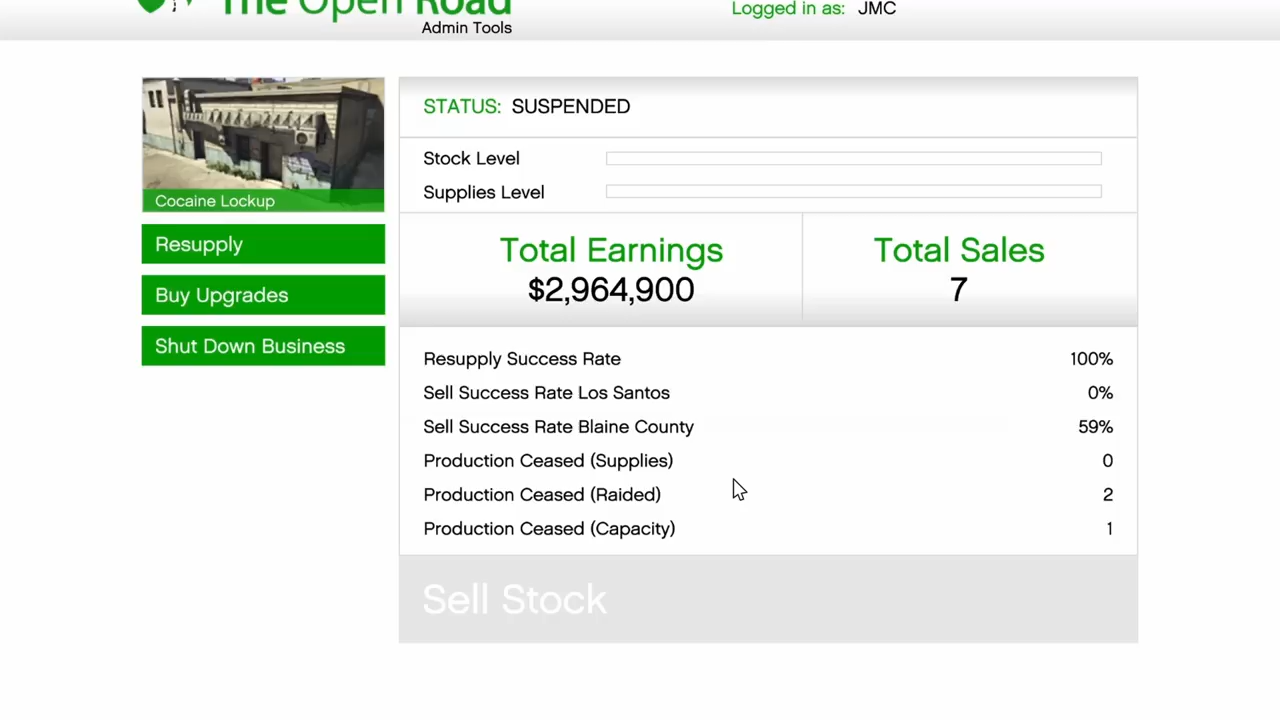 The Open Road
Admin Tools
Logged in as: JMC
Cocaine Lockup
Resupply
Buy Upgrades
Shut Down Business
STATUS: SUSPENDED
Stock Level
Supplies Level
Total Earnings
$2,964,900
Total Sales
7
Resupply Success Rate 100%
Sell Success Rate Los Santos 0%
Sell Success Rate Blaine County 59%
Production Ceased (Supplies) 0
Production Ceased (Raided) 2
Production Ceased (Capacity) 1
Sell Stock